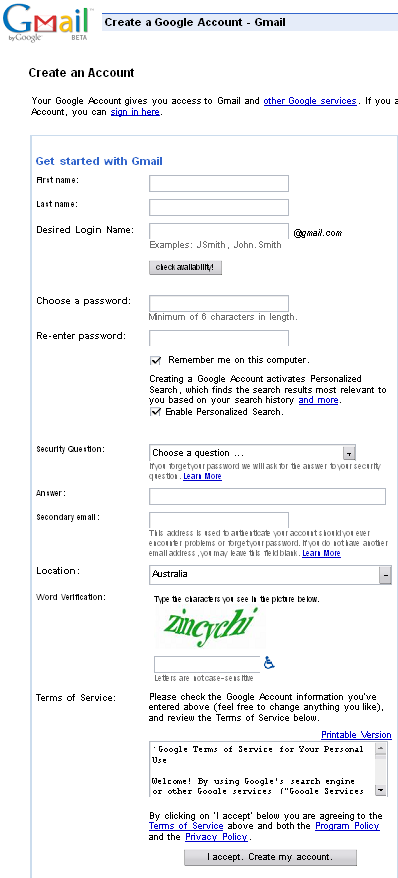 Gmail
by Google
BETA
Create a Google Account - Gmail
Create an Account
Your Google Account gives you access to Gmail and other Google services. If you a
Account, you can sign in here.
Get started with Gmail
First name:
Last name:
Desired Login Name:
@gmail.com
Examples: JSmith, John.Smith
check availability!
Choose a password:
Minimum of 6 characters in length.
Re-enter password:
Remember me on this computer.
Creating a Google Account activates Personalized
Search, which finds the search results most relevant to
you based on your search history and more.
Enable Personalized Search.
Security Question:
Choose a question ...
If you forget your password we will ask for the answer to your security
question. Learn More
Answer:
Secondary email:
This address is used to authenticate your account should you ever
encounter problems or forget your password. If you do not have another
email address, you may leave this field blank. Learn More
Location:
Australia
Word Verification:
Type the characters you see in the picture below.
zincychi
Letters are not case-sensitive
Terms of Service:
Please check the Google Account information you've
entered above (feel free to change anything you like),
and review the Terms of Service below.
Printable Version
`Google Terms of Service for Your Personal
Use
Welcome! By using Google's search engine
or other Google services ("Google Services
By clicking on 'I accept' below you are agreeing to the
Terms of Service above and both the Program Policy
and the Privacy Policy.
I accept. Create my account.